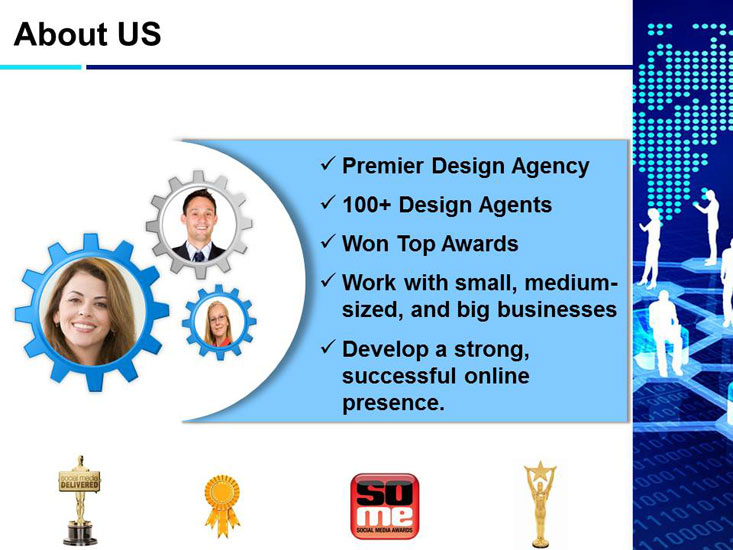 About US
✓ Premier Design Agency
✓ 100+ Design Agents
✓ Won Top Awards
✓ Work with small, medium-
sized, and big businesses
✓ Develop a strong,
successful online
presence.
social media
DELIVERED
SO
me
SOCIAL MEDIA AWARDS